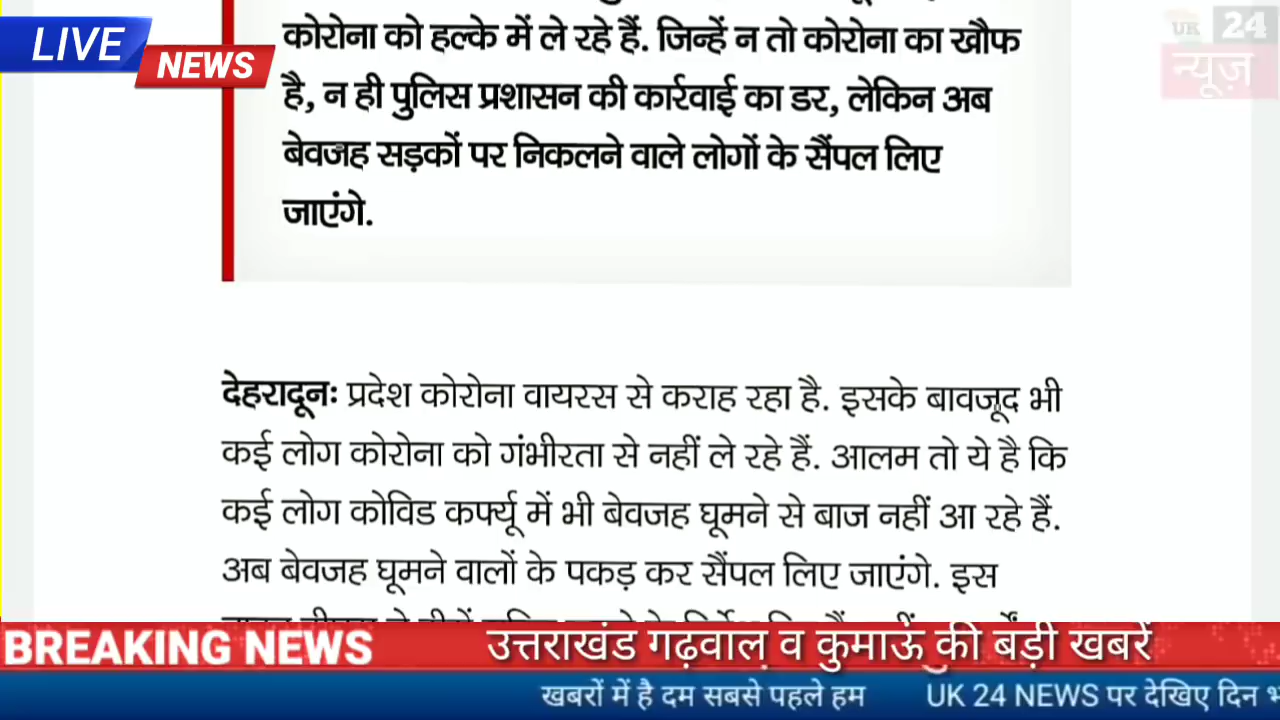 LIVE
NEWS
UK 24
न्यूज़
कोरोना को हल्के में ले रहे हैं. जिन्हें न तो कोरोना का खौफ
है, न ही पुलिस प्रशासन की कार्रवाई का डर, लेकिन अब
बेवजह सड़कों पर निकलने वाले लोगों के सैंपल लिए
जाएंगे.
देहरादूनः प्रदेश कोरोना वायरस से कराह रहा है. इसके बावजूद भी
कई लोग कोरोना को गंभीरता से नहीं ले रहे हैं. आलम तो ये है कि
कई लोग कोविड कर्फ्यू में भी बेवजह घूमने से बाज नहीं आ रहे हैं.
अब बेवजह घूमने वालों के पकड़ कर सैंपल लिए जाएंगे. इस
BREAKING NEWS
उत्तराखंड गढ़वाल व कुमाऊं की बड़ी खबरें
खबरों में है दम सबसे पहले हम UK 24 NEWS पर देखिए दिन